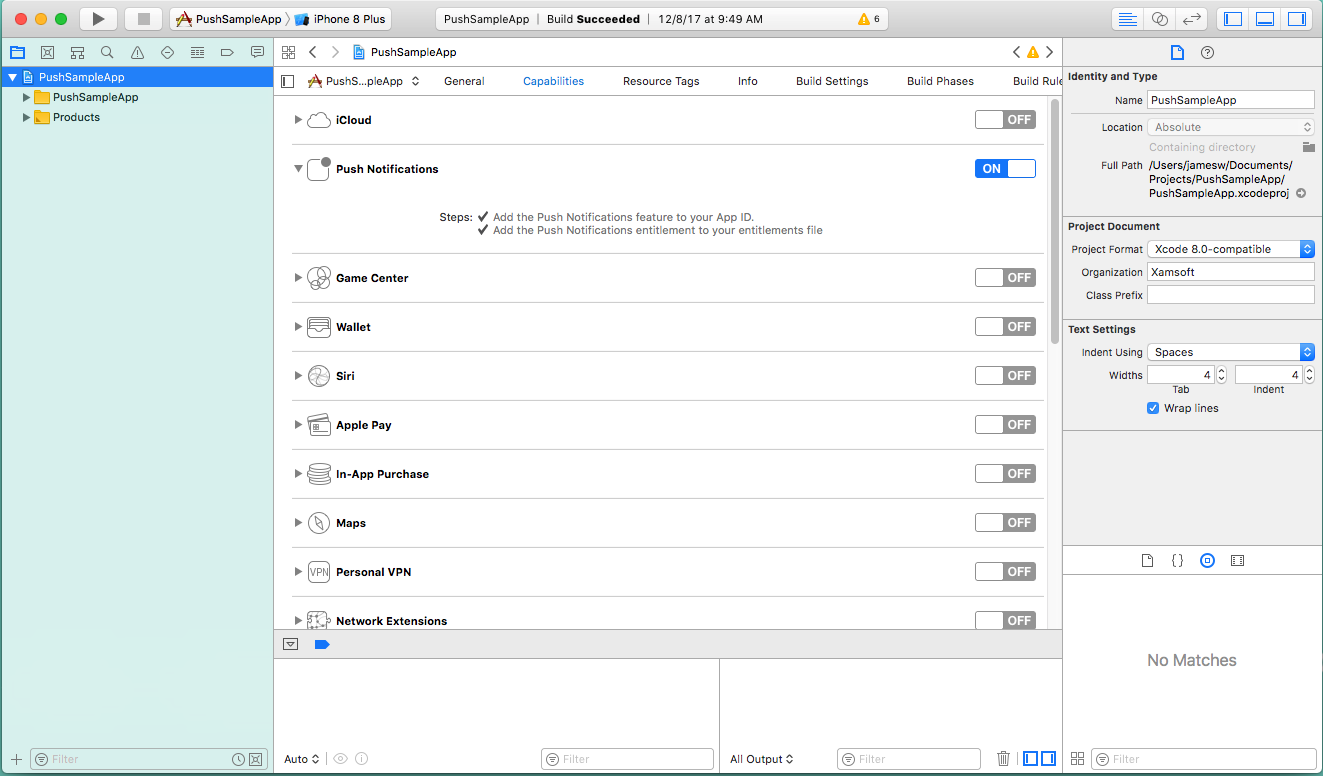 PushSampleApp
iPhone 8 Plus
PushSampleApp | Build Succeeded | 12/8/17 at 9:49 AM
6
PushSampleApp
PushSampleApp
Products
PushSampleApp
PushS...pleApp
General
Capabilities
Resource Tags
Info
Build Settings
Build Phases
Build Rule
iCloud
OFF
Push Notifications
ON
Steps:
Add the Push Notifications feature to your App ID.
Add the Push Notifications entitlement to your entitlements file
Game Center
OFF
Wallet
OFF
Siri
OFF
Apple Pay
OFF
In-App Purchase
OFF
Maps
OFF
VPN
Personal VPN
OFF
Network Extensions
OFF
Identity and Type
Name PushSampleApp
Location Absolute
Containing directory
Full Path /Users/jamesw/Documents/
Projects/PushSampleApp/
PushSampleApp.xcodeproj
Project Document
Project Format Xcode 8.0-compatible
Organization Xamsoft
Class Prefix
Text Settings
Indent Using Spaces
Widths 4 4
Tab Indent
Wrap lines
No Matches
Filter
Auto
Filter
All Output
Filter
Filter